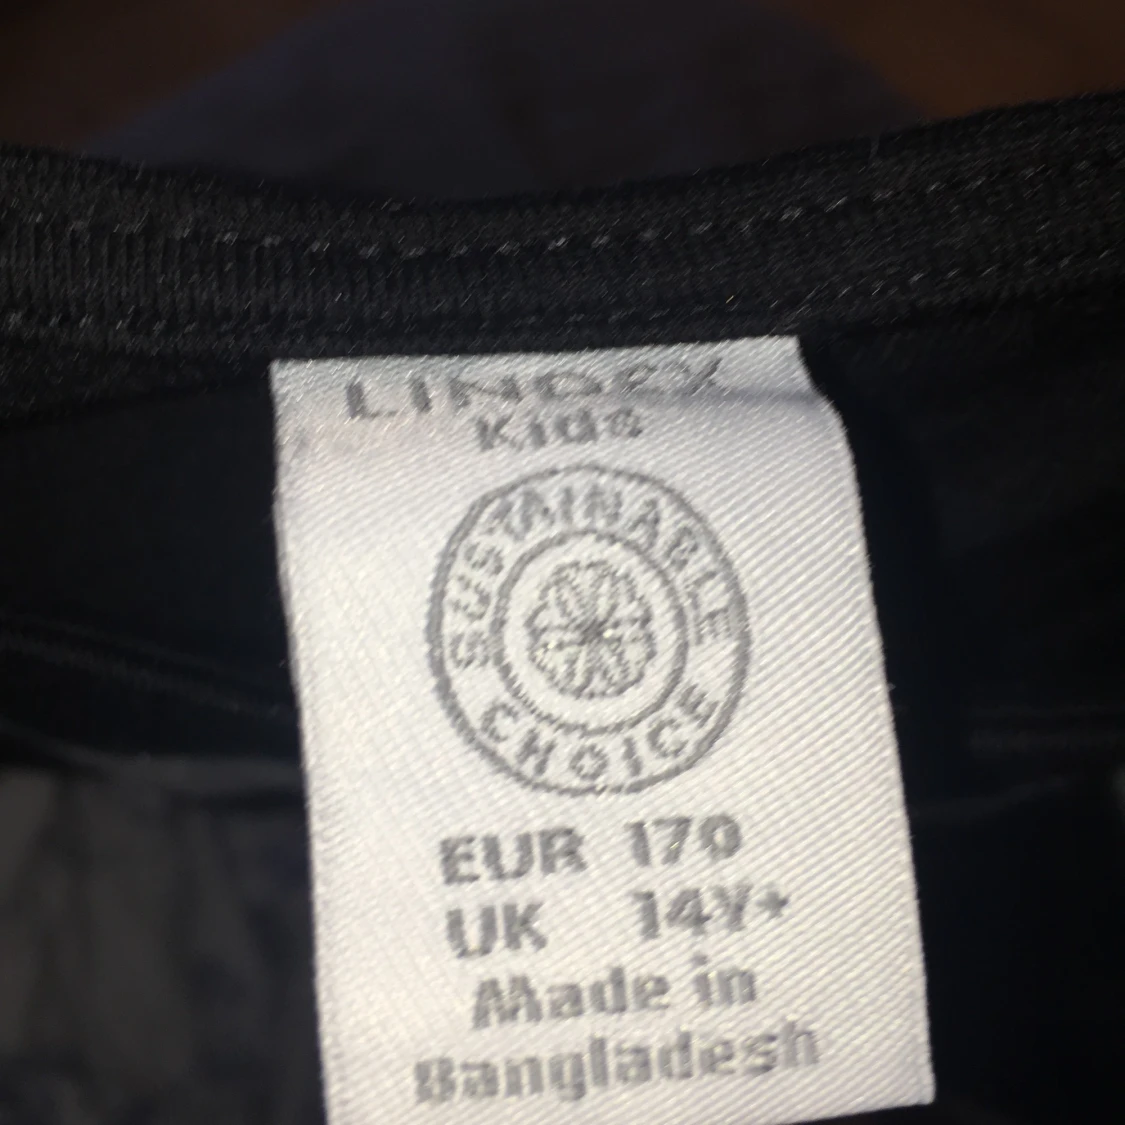 LINDEX
Kids
SUSTAINABLE
CHOICE
EUR 170
UK 14Y+
Made in
Bangladesh